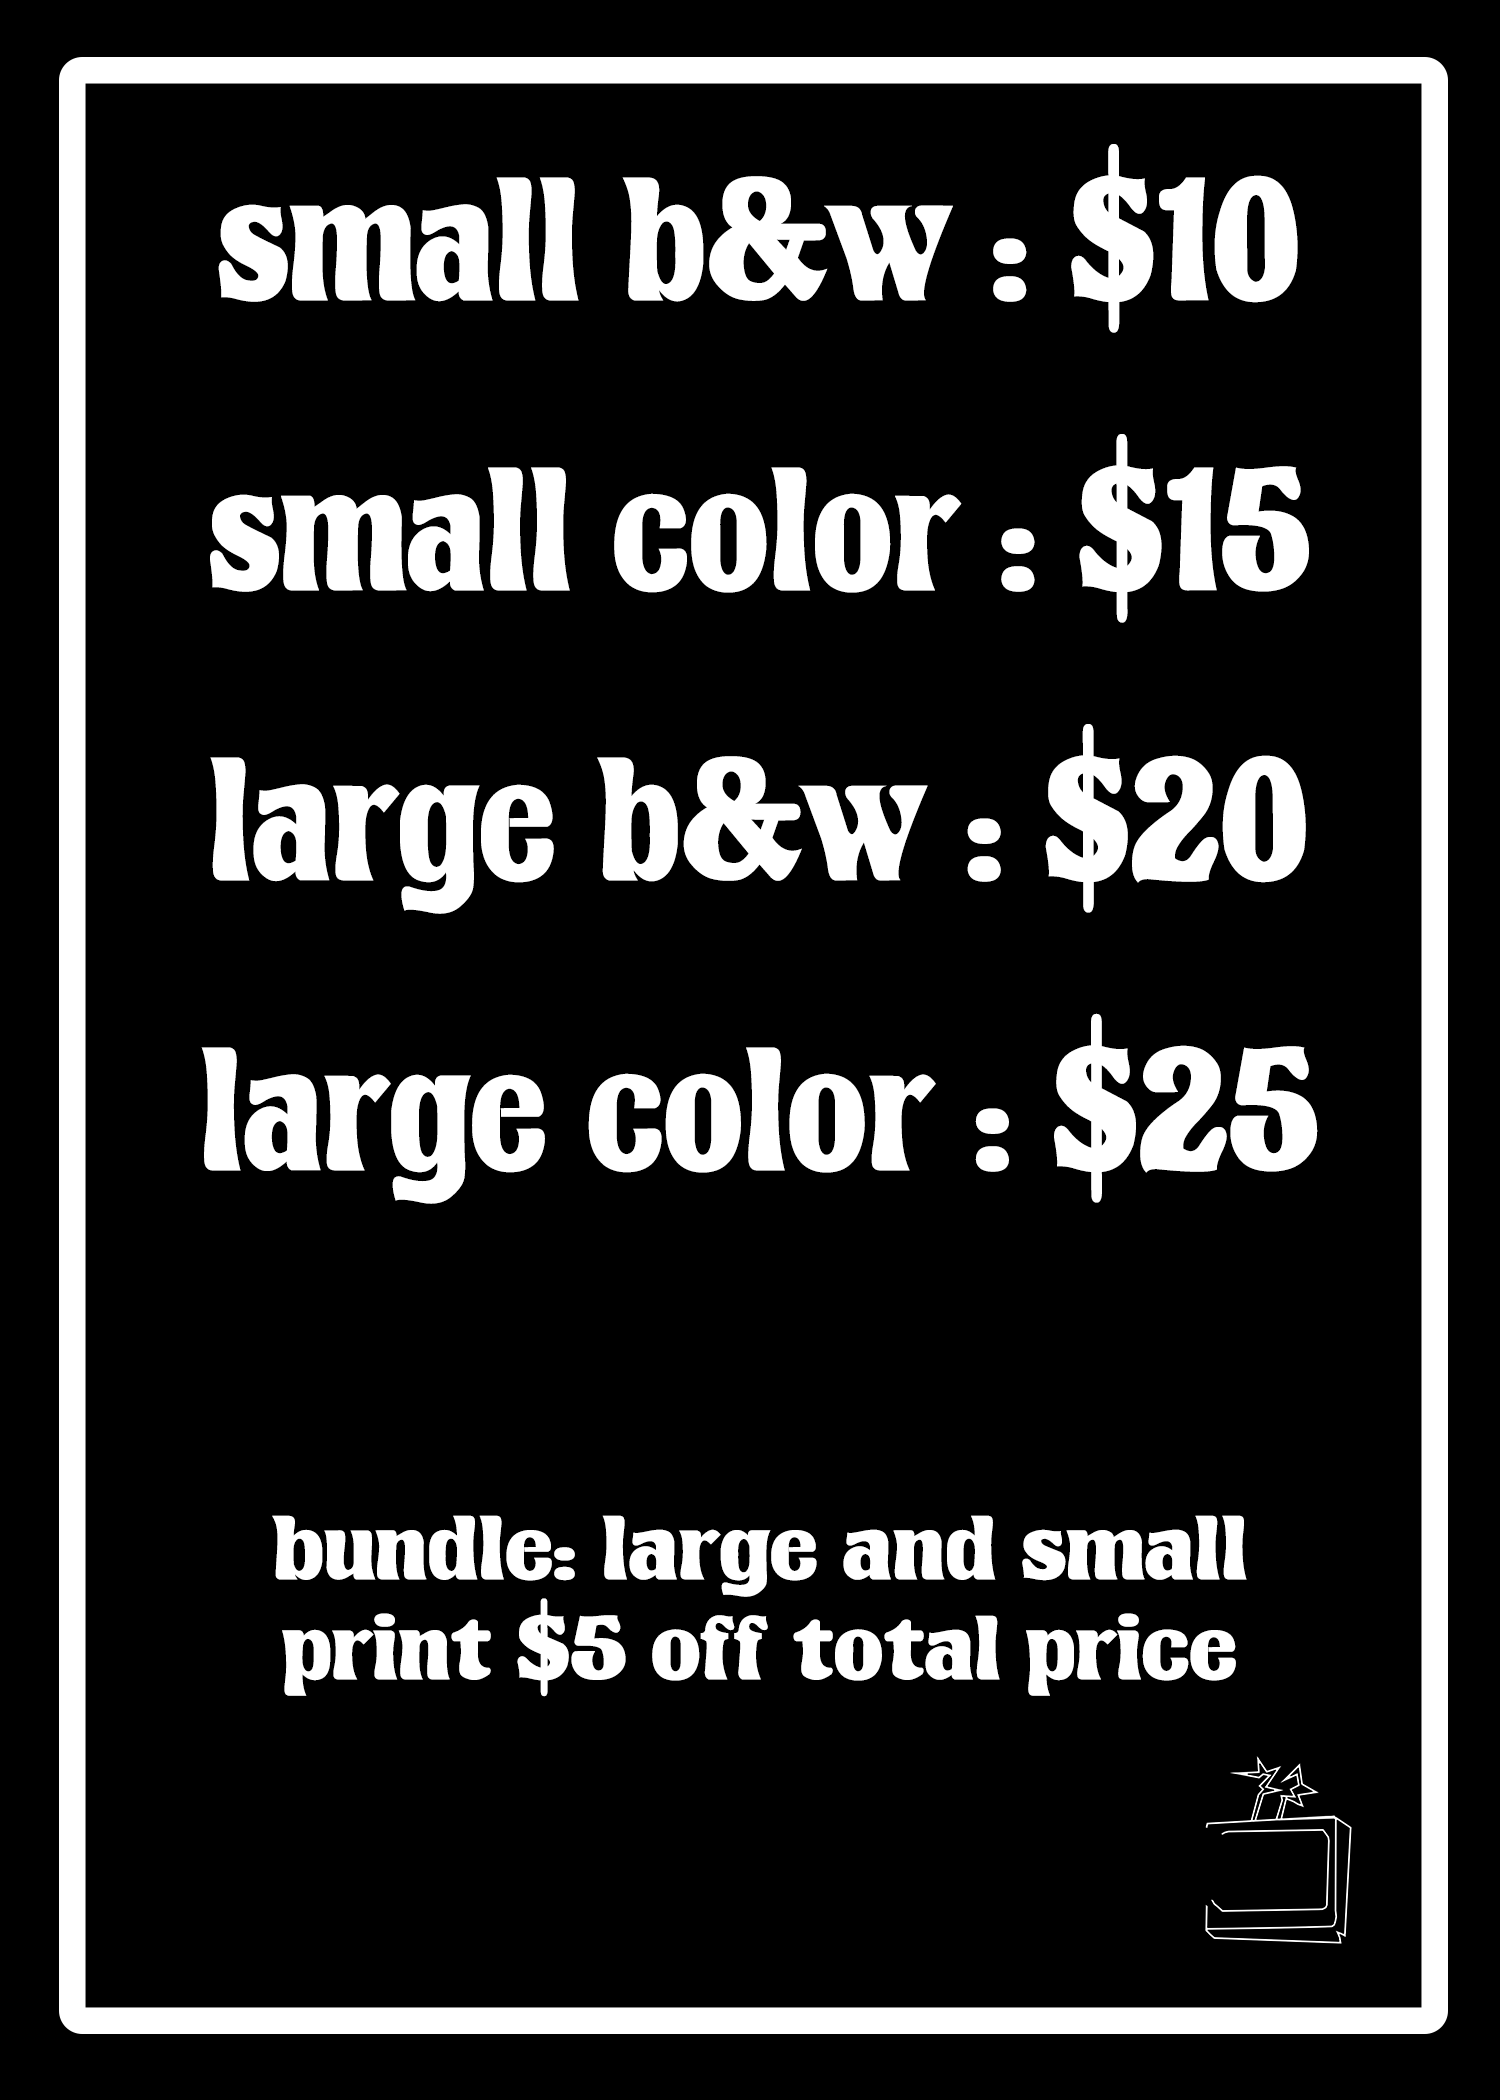 small b&w : $10
small color : $15
large b&w : $20
large color : $25
bundle: large and small
print $5 off total price